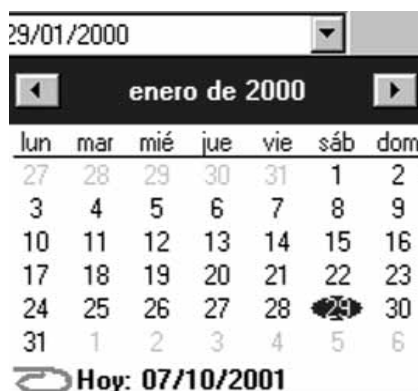 29/01/2000
enero de 2000
lun mar mié jue vie sáb dom
27 28 29 30 31 1 2
3 4 5 6 7 8 9
10 11 12 13 14 15 16
17 18 19 20 21 22 23
24 25 26 27 28 29 30
31 1 2 3 4 5 6
Hoy: 07/10/2001